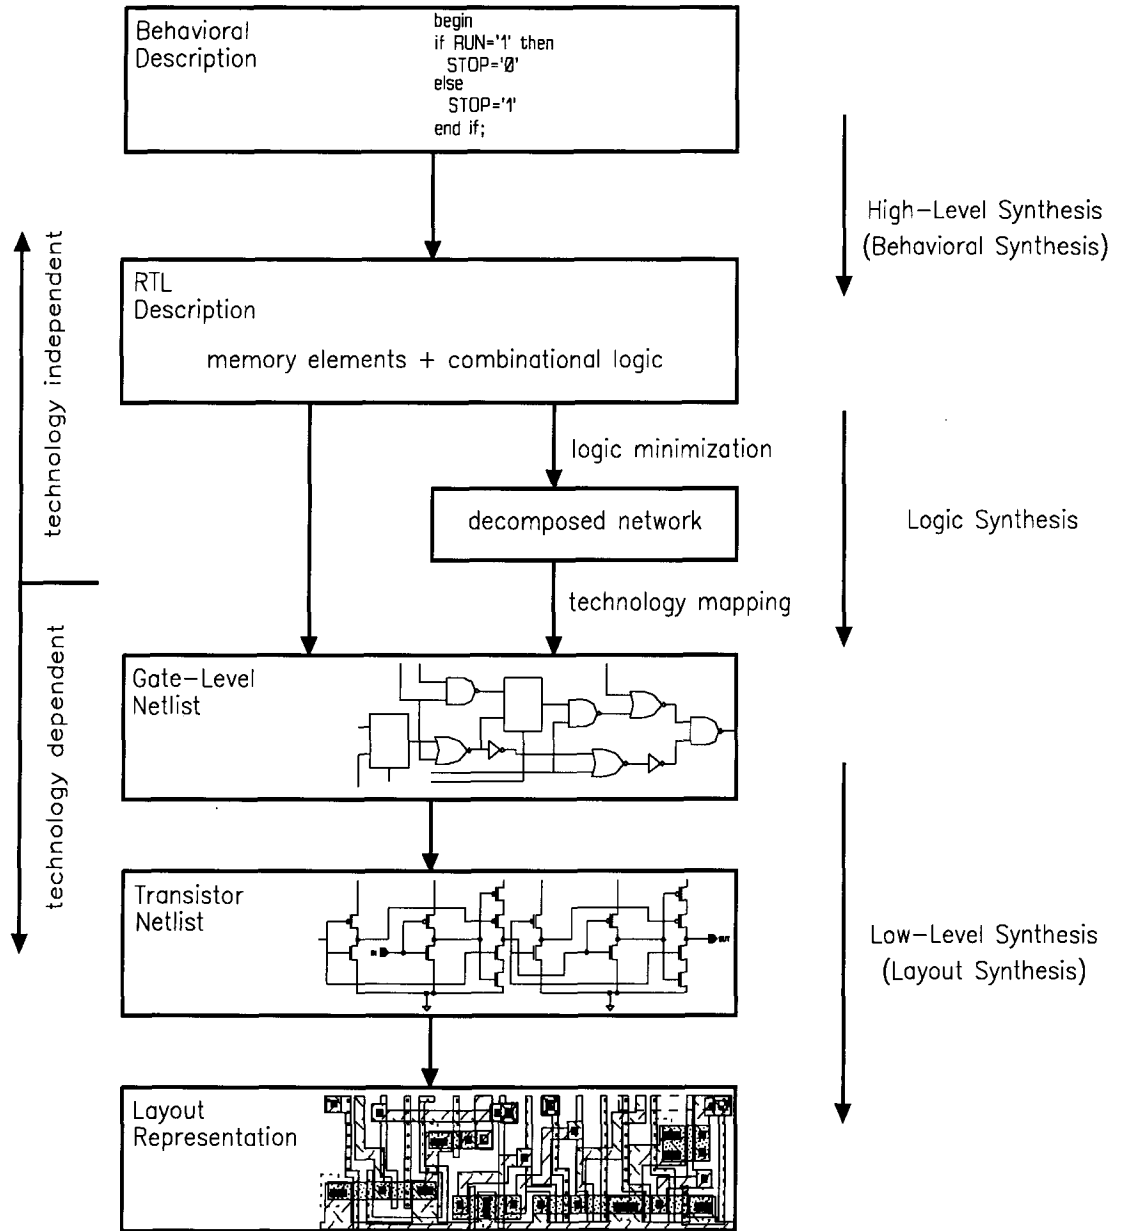 Behavioral
Description
begin
if RUN='1' then
STOP='0'
else
STOP='1'
end if;
High-Level Synthesis
(Behavioral Synthesis)
technology independent
RTL
Description
memory elements + combinational logic
logic minimization
decomposed network
Logic Synthesis
technology mapping
technology dependent
Gate-Level
Netlist
Transistor
Netlist
IN
OUT
Low-Level Synthesis
(Layout Synthesis)
Layout
Representation